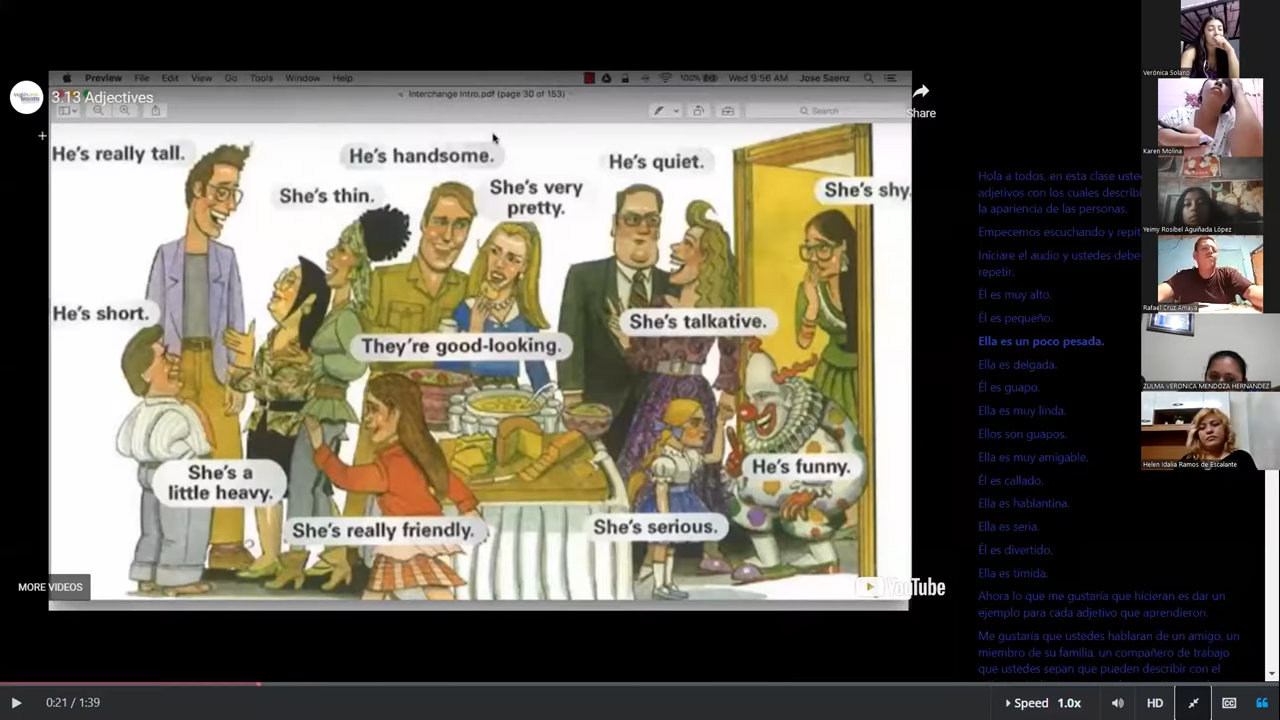 Preview File Edit View Go Tools Window Help
100%
Wed 9:56 AM Jose Saenz
3.13 Adjectives
Interchange Intro.pdf (page 30 of 153)
Search
Share
He's really tall.
He's handsome.
He's quiet.
She's thin.
She's very
pretty.
She's shy.
He's short.
She's talkative.
They're good-looking.
She's a
little heavy.
He's funny.
She's really friendly.
She's serious.
MORE VIDEOS
YouTube
Hola a todos, en esta clase
adjetivos con los cuales
la apariencia de las personas.
Empecemos escuchando y
Iniciare el audio y ustedes
repetir.
Él es muy alto.
Él es pequeño.
Ella es un poco pesada.
Ella es delgada.
Él es guapo.
Ella es muy linda.
Ellos son guapos.
Ella es muy amigable.
Él es callado.
Ella es hablantina.
Ella es seria.
Él es divertido.
Ella es tímida.
Ahora lo que me gustaría que hicieran es dar un
ejemplo para cada adjetivo que aprendieron.
Me gustaría que ustedes hablaran de un amigo, un
miembro de su familia, un compañero de trabajo
que ustedes sepan que pueden describir con el
Verónica Solano
Karen Molina
Yeimy Rosibel Aguiñada López
Rafael Cruz Amaya
ZULMA VERONICA MENDOZA HERNANDEZ
Helen Idalia Ramos de Escalante
0:21 / 1:39
Speed 1.0x
HD
CC